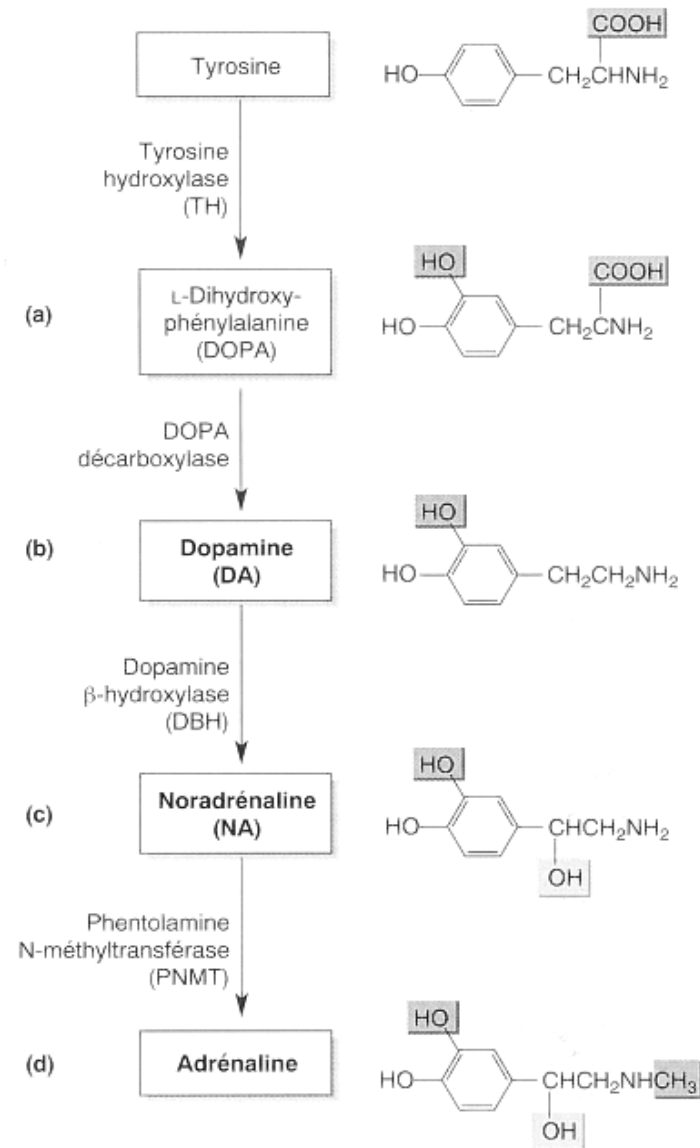 Tyrosine
COOH
HO
CH₂CHNH₂
Tyrosine
hydroxylase
(TH)
(a)
L-Dihydroxy-
phénylalanine
(DOPA)
HO
COOH
HO
CH₂CNH₂
DOPA
décarboxylase
(b)
Dopamine
(DA)
HO
HO
CH₂CH₂NH₂
Dopamine
β-hydroxylase
(DBH)
(c)
Noradrénaline
(NA)
HO
HO
CHCH₂NH₂
OH
Phentolamine
N-méthyltransférase
(PNMT)
(d)
Adrénaline
HO
HO
CHCH₂NHCH₃
OH